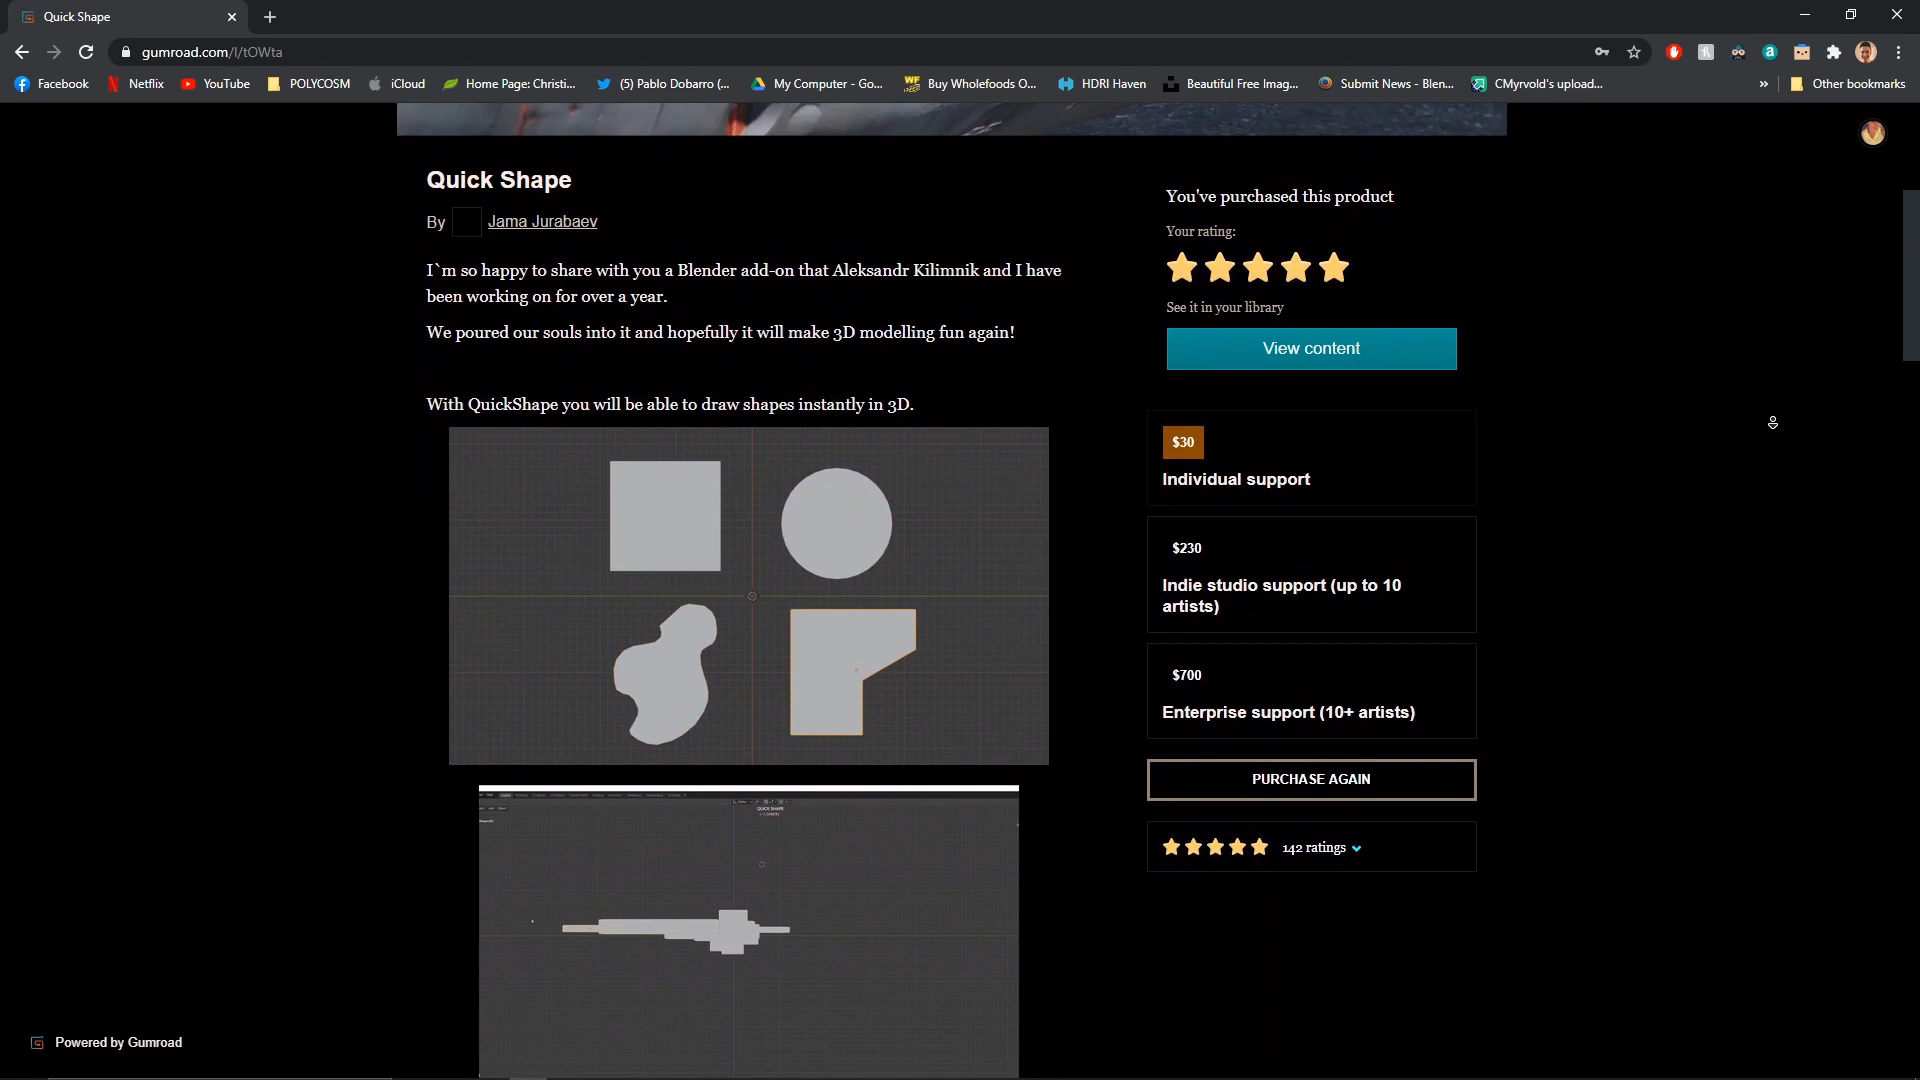 Quick Shape
gumroad.com/l/tOWta
Facebook
Netflix
YouTube
POLYCOSM
iCloud
Home Page: Christi...
(5) Pablo Dobarro (...
My Computer - Go...
Buy Wholefoods O...
HDRI Haven
Beautiful Free Imag...
Submit News - Blen...
CMyrvold's upload...
»
Other bookmarks
Quick Shape
By Jama Jurabaev
I`m so happy to share with you a Blender add-on that Aleksandr Kilimnik and I have
been working on for over a year.
We poured our souls into it and hopefully it will make 3D modelling fun again!
With QuickShape you will be able to draw shapes instantly in 3D.
You've purchased this product
Your rating:
See it in your library
View content
$30
Individual support
$230
Indie studio support (up to 10
artists)
$700
Enterprise support (10+ artists)
PURCHASE AGAIN
142 ratings
QUICK SHAPE
Powered by Gumroad